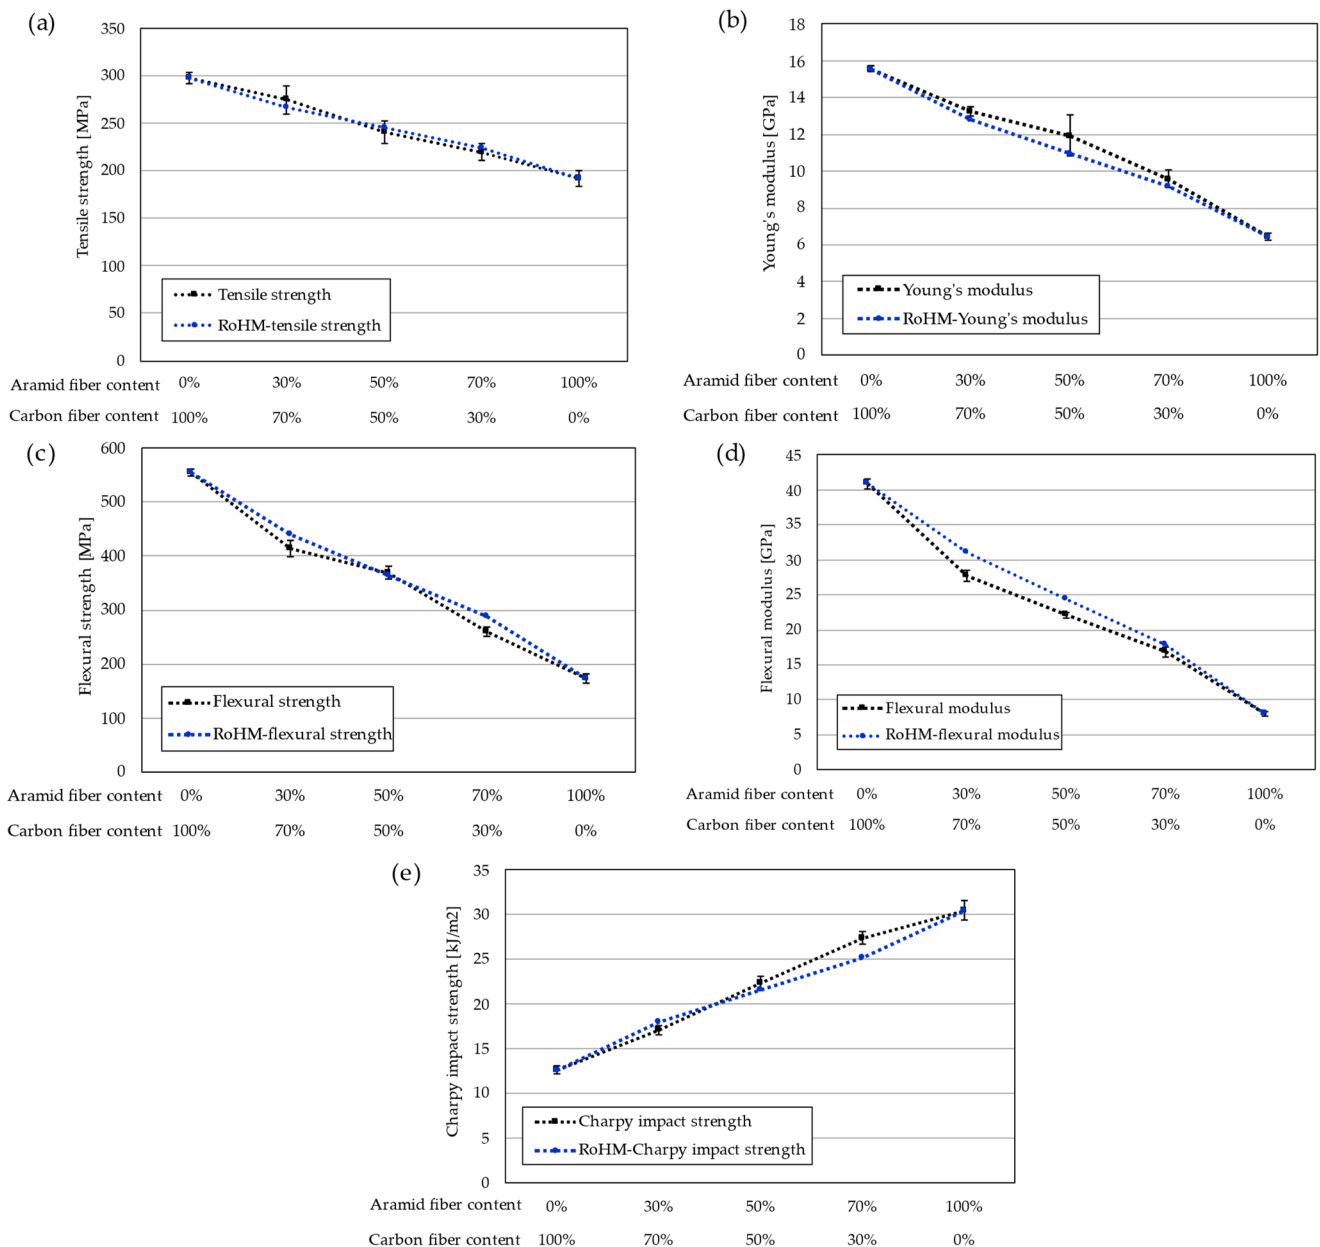 (a)
350
300
250
200
150
100
50
0
Tensile strength [MPa]
Tensile strength
RoHM-tensile strength
Aramid fiber content 0% 30% 50% 70% 100%
Carbon fiber content 100% 70% 50% 30% 0%
(b)
18
16
14
12
10
8
6
4
2
0
Young's modulus [GPa]
Young's modulus
RoHM-Young's modulus
Aramid fiber content 0% 30% 50% 70% 100%
Carbon fiber content 100% 70% 50% 30% 0%
(c)
600
500
400
300
200
100
0
Flexural strength [MPa]
Flexural strength
RoHM-flexural strength
Aramid fiber content 0% 30% 50% 70% 100%
Carbon fiber content 100% 70% 50% 30% 0%
(d)
45
40
35
30
25
20
15
10
5
0
Flexural modulus [GPa]
Flexural modulus
RoHM-flexural modulus
Aramid fiber content 0% 30% 50% 70% 100%
Carbon fiber content 100% 70% 50% 30% 0%
(e)
35
30
25
20
15
10
5
0
Charpy impact strength [kJ/m2]
Charpy impact strength
RoHM-Charpy impact strength
Aramid fiber content 0% 30% 50% 70% 100%
Carbon fiber content 100% 70% 50% 30% 0%